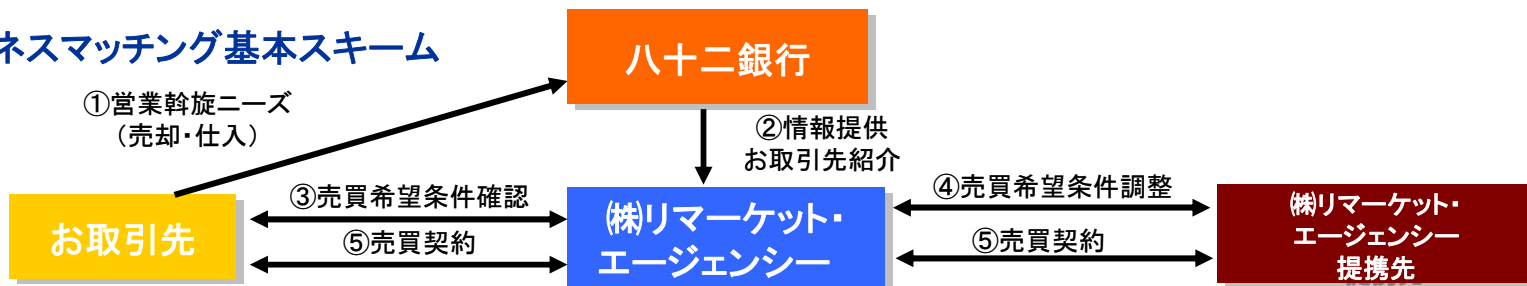 ネスマッチング基本スキーム
八十二銀行
①営業斡旋ニーズ
（売却・仕入）
②情報提供
お取引先紹介
お取引先
③売買希望条件確認
⑤売買契約
㈱リマーケット・
エージェンシー
④売買希望条件調整
⑤売買契約
㈱リマーケット・
エージェンシー
提携先